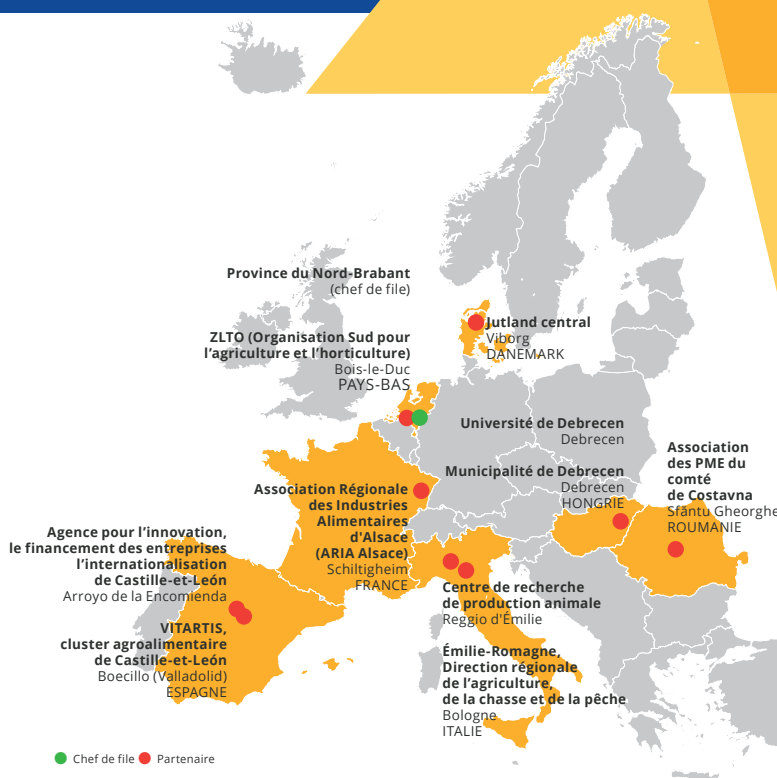 Province du Nord-Brabant
(chef de file)
ZLTO (Organisation Sud pour
l'agriculture et l'horticulture)
Bois-le-Duc
PAYS-BAS
Jutland central
Viborg
DANEMARK
Université de Debrecen
Debrecen
Municipalité de Debrecen
Debrecen
HONGRIE
Association
des PME du
comté
de Costavna
Sfântu Gheorghe
ROUMANIE
Association Régionale
des Industries
Alimentaires
d'Alsace
(ARIA Alsace)
Schiltigheim
FRANCE
Agence pour l'innovation,
le financement des entreprises
l'internationalisation
de Castille-et-León
Arroyo de la Encomienda
VITARTIS,
cluster agroalimentaire
de Castille-et-León
Boecillo (Valladolid)
ESPAGNE
Centre de recherche
de production animale
Reggio d'Émilie
Émilie-Romagne,
Direction régionale
de l'agriculture,
de la chasse et de la pêche
Bologne
ITALIE
Chef de file
Partenaire